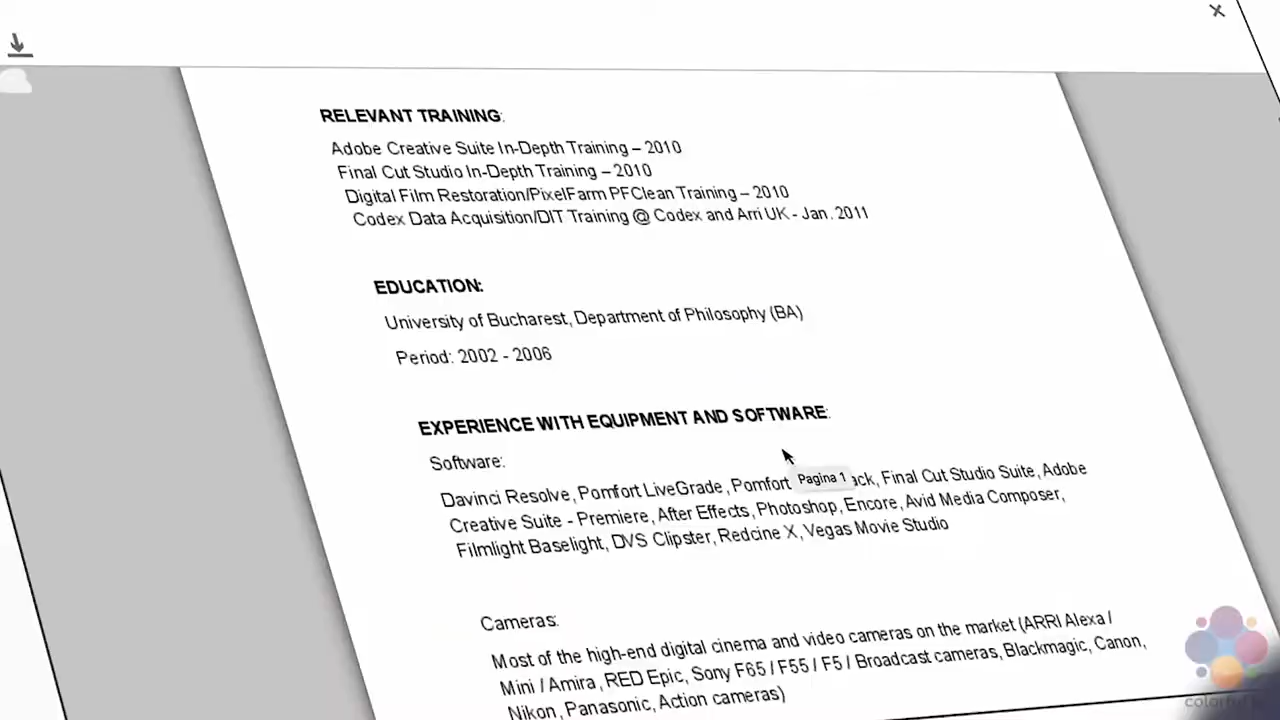 RELEVANT TRAINING:
Adobe Creative Suite In-Depth Training – 2010
Final Cut Studio In-Depth Training – 2010
Digital Film Restoration/PixelFarm PFClean Training – 2010
Codex Data Acquisition/DIT Training @ Codex and Arri UK - Jan. 2011
EDUCATION:
University of Bucharest, Department of Philosophy (BA)
Period: 2002 - 2006
EXPERIENCE WITH EQUIPMENT AND SOFTWARE:
Software:
Davinci Resolve, Pomfort LiveGrade, Pomfort Pagina 1 ack, Final Cut Studio Suite, Adobe
Creative Suite - Premiere, After Effects, Photoshop, Encore, Avid Media Composer,
Filmlight Baselight, DVS Clipster, Redcine X, Vegas Movie Studio
Cameras:
Most of the high-end digital cinema and video cameras on the market (ARRI Alexa /
Mini / Amira, RED Epic, Sony F65 / F55 / F5 / Broadcast cameras, Blackmagic, Canon,
Nikon, Panasonic, Action cameras)